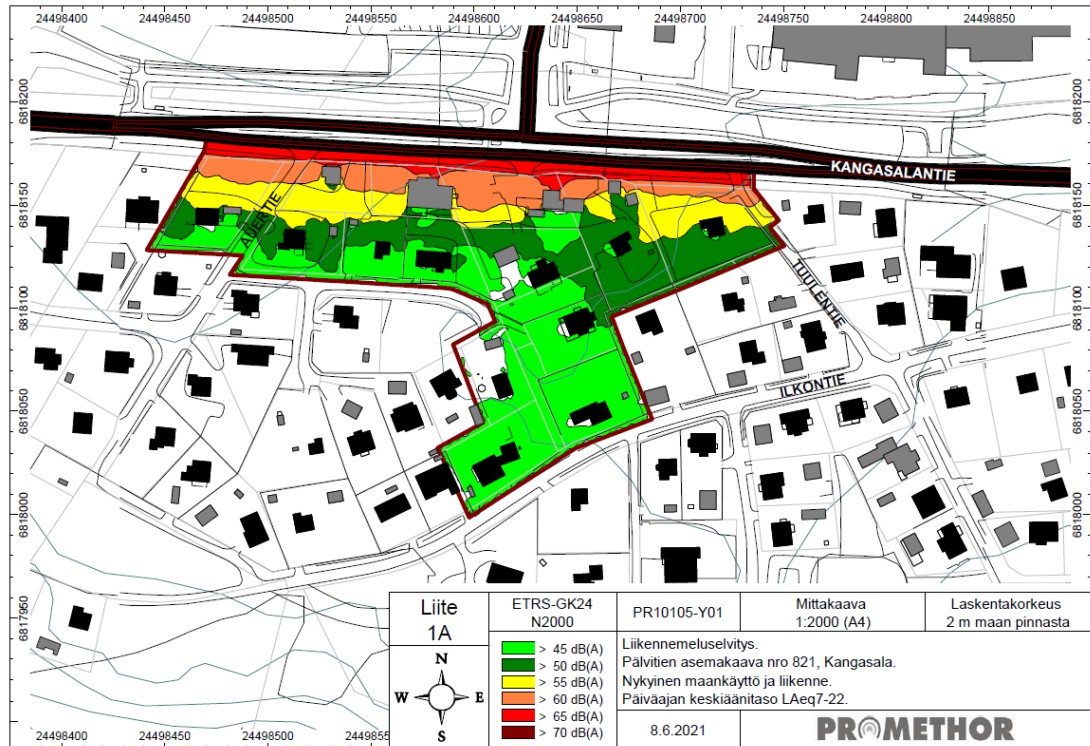 24498400 24498450 24498500 24498550 24498600 24498650 24498700 24498750 24498800 24498850
6818200 6818200
KANGASALANTIE
6818150 6818150
AUERTIE
TUULENTIE
6818100 6818100
ILKONTIE
6818050 6818050
6818000 6818000
6817950
Liite
1A
N
W E
S
ETRS-GK24
N2000
PR10105-Y01
Mittakaava
1:2000 (A4)
Laskentakorkeus
2 m maan pinnasta
> 45 dB(A)
> 50 dB(A)
> 55 dB(A)
> 60 dB(A)
> 65 dB(A)
> 70 dB(A)
Liikennemeluselvitys.
Pälvitien asemakaava nro 821, Kangasala.
Nykyinen maankäyttö ja liikenne.
Päiväajan keskiäänitaso LAeq7-22.
8.6.2021
PROMETHOR
24498400 24498450 24498500